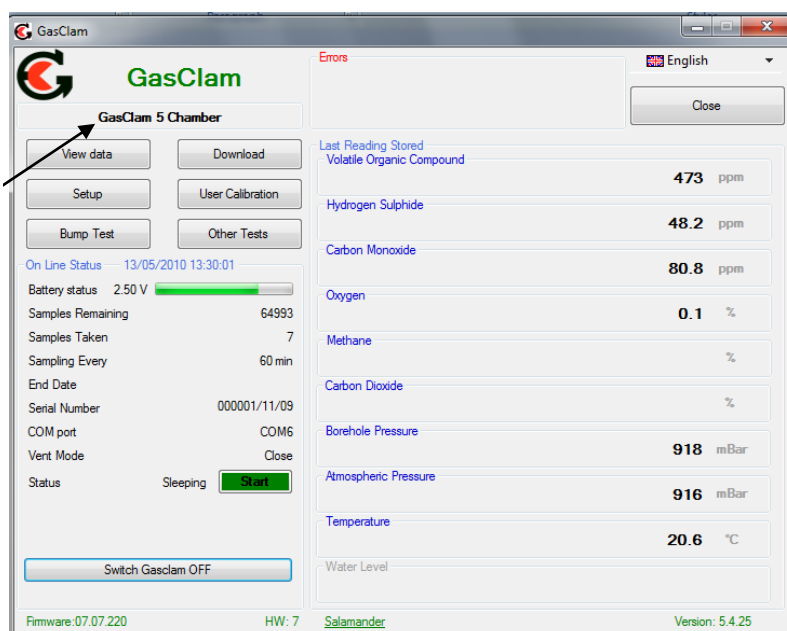 GasClam
GasClam
GasClam 5 Chamber
Errors
English
Close
View data
Download
Setup
User Calibration
Bump Test
Other Tests
On Line Status
13/05/2010 13:30:01
Battery status 2.50 V
Samples Remaining 64993
Samples Taken 7
Sampling Every 60 min
End Date
Serial Number 000001/11/09
COM port COM6
Vent Mode Close
Status Sleeping Start
Switch Gasclam OFF
Last Reading Stored
Volatile Organic Compound
473 ppm
Hydrogen Sulphide
48.2 ppm
Carbon Monoxide
80.8 ppm
Oxygen
0.1 %
Methane
%
Carbon Dioxide
%
Borehole Pressure
918 mBar
Atmospheric Pressure
916 mBar
Temperature
20.6 °C
Water Level
Firmware:07.07.220 HW: 7 Salamander Version: 5.4.25